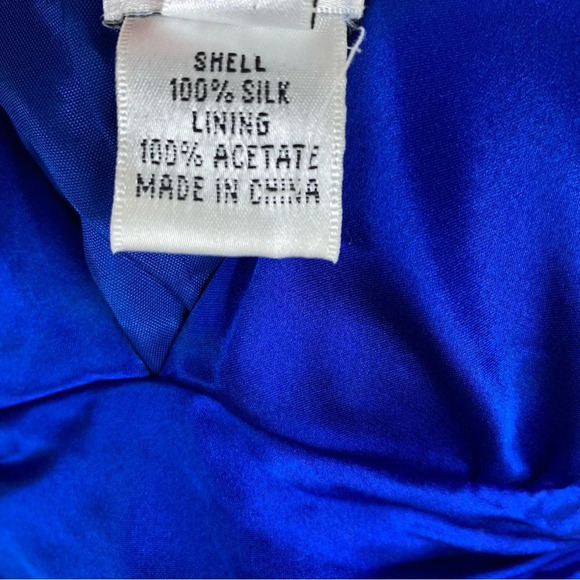 SHELL
100% SILK
LINING
100% ACETATE
MADE IN CHINA